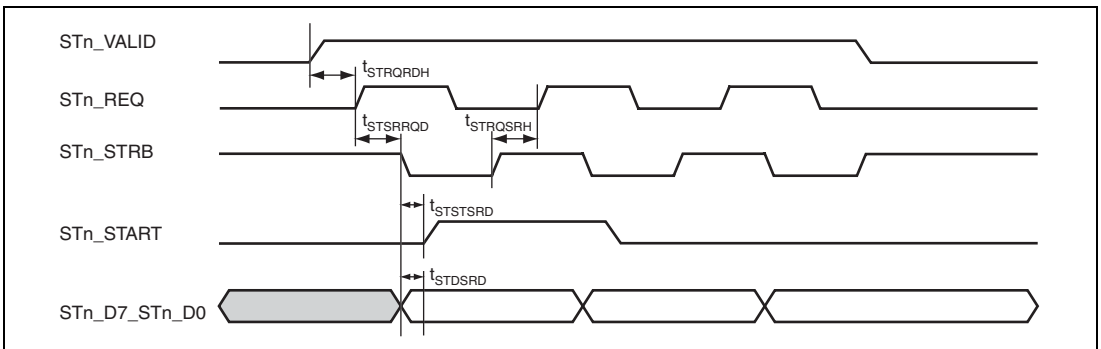 STn_VALID
tSTRQRDH
STn_REQ
tSTSRRQD
tSTRQSRH
STn_STRB
tSTSTSRD
STn_START
tSTDSRD
STn_D7_STn_D0